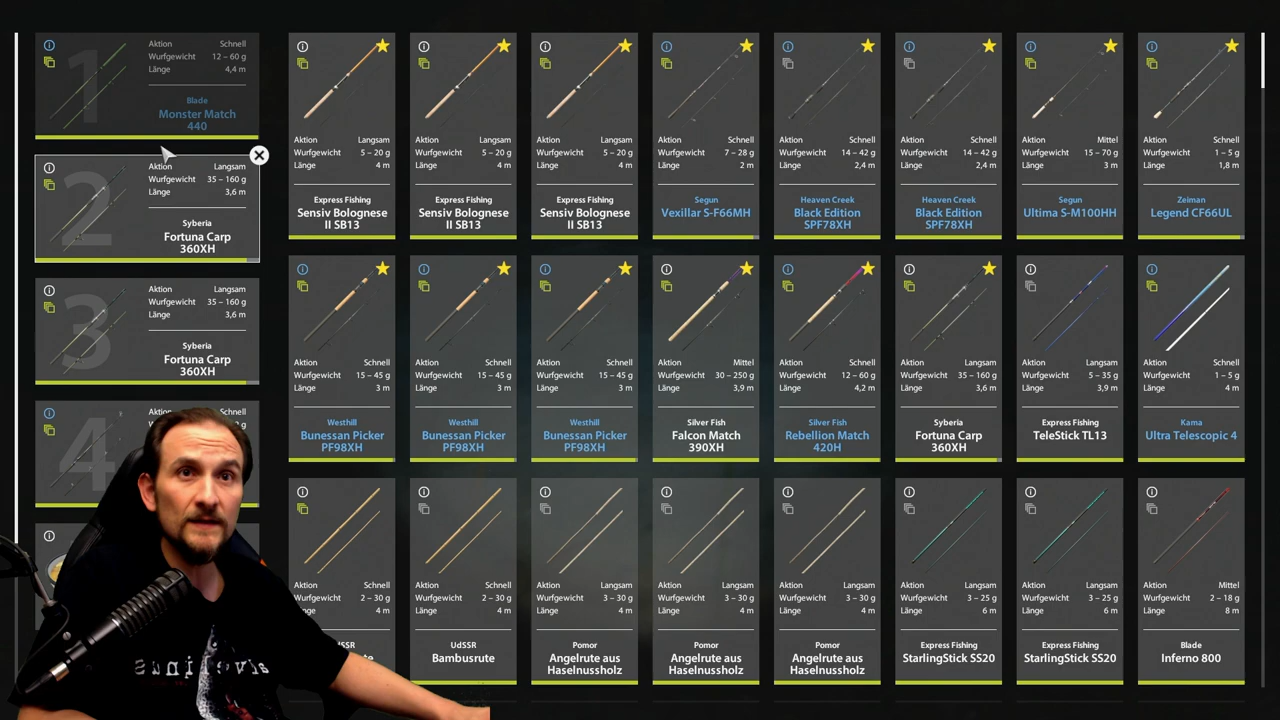 1
Aktion Schnell
Wurfgewicht 12 – 60 g
Länge 4,4 m
Blade
Monster Match
440
2
Aktion Langsam
Wurfgewicht 35 – 160 g
Länge 3,6 m
Syberia
Fortuna Carp
360XH
3
Aktion Langsam
Wurfgewicht 35 – 160 g
Länge 3,6 m
Syberia
Fortuna Carp
360XH
4
Aktion Schnell
Aktion Langsam
Wurfgewicht 5 – 20 g
Länge 4 m
Express Fishing
Sensiv Bolognese
II SB13
Aktion Langsam
Wurfgewicht 5 – 20 g
Länge 4 m
Express Fishing
Sensiv Bolognese
II SB13
Aktion Langsam
Wurfgewicht 5 – 20 g
Länge 4 m
Express Fishing
Sensiv Bolognese
II SB13
Aktion Schnell
Wurfgewicht 7 – 28 g
Länge 2 m
Segun
Vexillar S-F66MH
Aktion Schnell
Wurfgewicht 14 – 42 g
Länge 2,4 m
Heaven Creek
Black Edition
SPF78XH
Aktion Schnell
Wurfgewicht 14 – 42 g
Länge 2,4 m
Heaven Creek
Black Edition
SPF78XH
Aktion Mittel
Wurfgewicht 15 – 70 g
Länge 3 m
Segun
Ultima S-M100HH
Aktion Schnell
Wurfgewicht 1 – 5 g
Länge 1,8 m
Zeiman
Legend CF66UL
Aktion Schnell
Wurfgewicht 15 – 45 g
Länge 3 m
Westhill
Bunessan Picker
PF98XH
Aktion Schnell
Wurfgewicht 15 – 45 g
Länge 3 m
Westhill
Bunessan Picker
PF98XH
Aktion Schnell
Wurfgewicht 15 – 45 g
Länge 3 m
Westhill
Bunessan Picker
PF98XH
Aktion Mittel
Wurfgewicht 30 – 250 g
Länge 3,9 m
Silver Fish
Falcon Match
390XH
Aktion Schnell
Wurfgewicht 12 – 60 g
Länge 4,2 m
Silver Fish
Rebellion Match
420H
Aktion Langsam
Wurfgewicht 35 – 160 g
Länge 3,6 m
Syberia
Fortuna Carp
360XH
Aktion Langsam
Wurfgewicht 5 – 35 g
Länge 3,9 m
Express Fishing
TeleStick TL13
Aktion Schnell
Wurfgewicht 1 – 5 g
Länge 4 m
Kama
Ultra Telescopic 4
Aktion Schnell
Wurfgewicht 2 – 30 g
Länge 4 m
Aktion Schnell
Wurfgewicht 2 – 30 g
Länge 4 m
UdSSR
Bambusrute
Aktion Langsam
Wurfgewicht 3 – 30 g
Länge 4 m
Pomor
Angelrute aus
Haselnussholz
Aktion Langsam
Wurfgewicht 3 – 30 g
Länge 4 m
Pomor
Angelrute aus
Haselnussholz
Aktion Langsam
Wurfgewicht 3 – 30 g
Länge 4 m
Pomor
Angelrute aus
Haselnussholz
Aktion Langsam
Wurfgewicht 3 – 25 g
Länge 6 m
Express Fishing
StarlingStick SS20
Aktion Langsam
Wurfgewicht 3 – 25 g
Länge 6 m
Express Fishing
StarlingStick SS20
Aktion Mittel
Wurfgewicht 2 – 18 g
Länge 8 m
Blade
Inferno 800